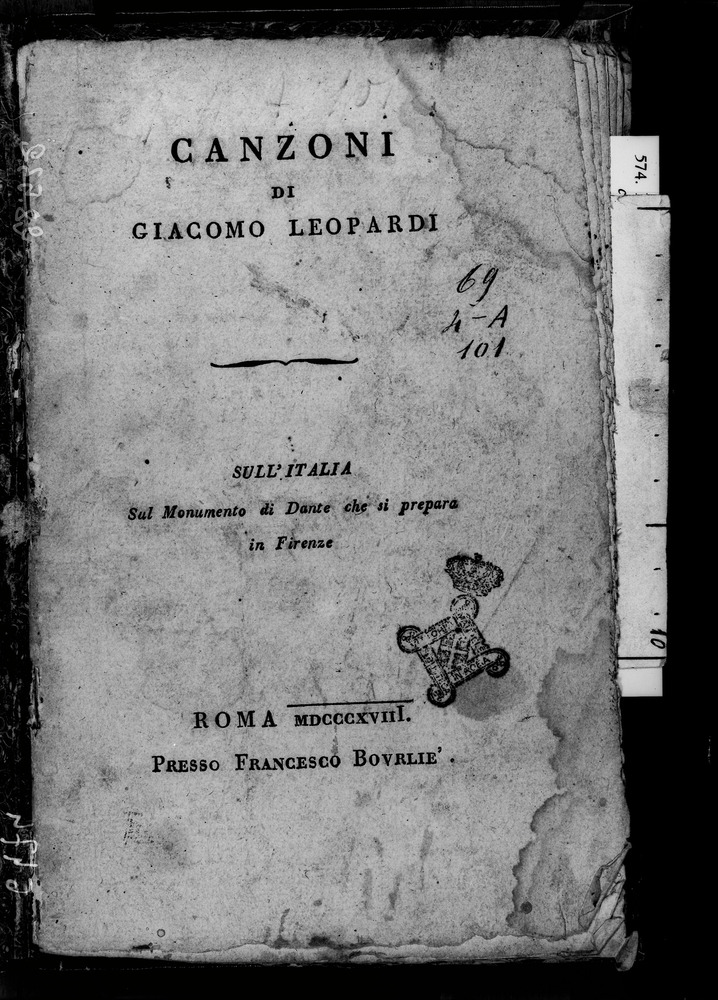 CANZONI
DI
GIACOMO LEOPARDI
69
4-A
101
SULL' ITALIA
Sul Monumento di Dante che si prepara
in Firenze
ROMA MDCCCXVIII.
PRESSO FRANCESCO BOVRLIE'.
574.
10